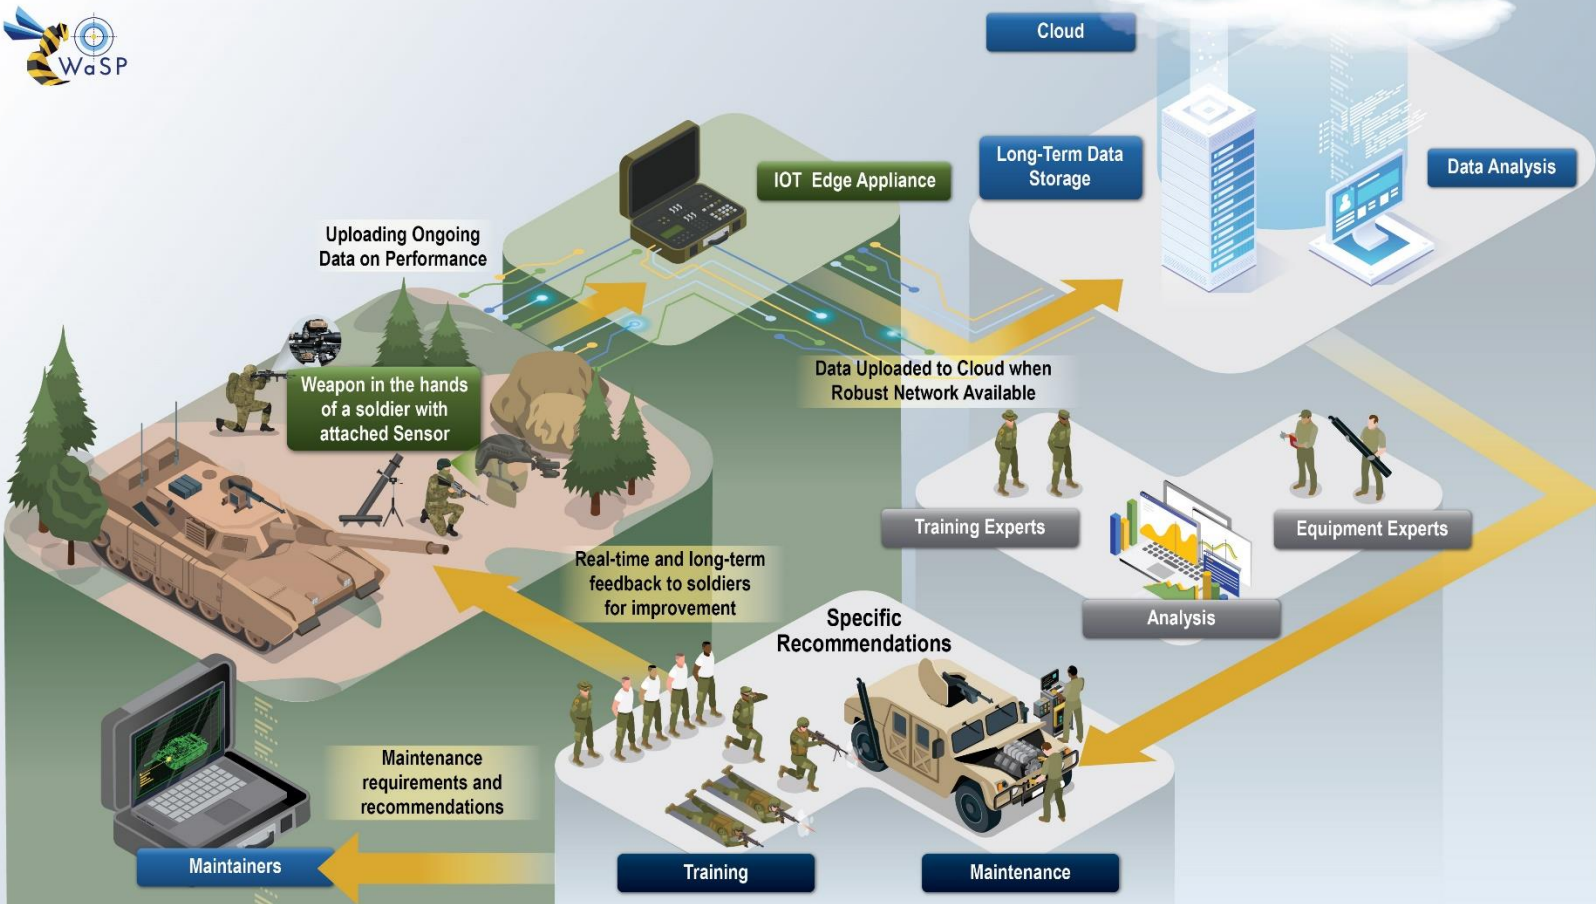 WaSP
Cloud
Long-Term Data
Storage
Data Analysis
IOT Edge Appliance
Uploading Ongoing
Data on Performance
Weapon in the hands
of a soldier with
attached Sensor
Data Uploaded to Cloud when
Robust Network Available
Training Experts
Equipment Experts
Analysis
Real-time and long-term
feedback to soldiers
for improvement
Specific
Recommendations
Maintenance
requirements and
recommendations
Maintainers
Training
Maintenance